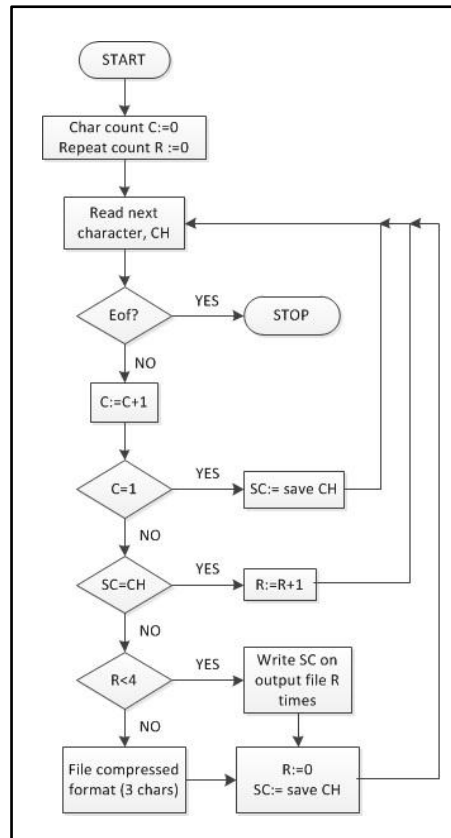 START
Char count C:=0
Repeat count R :=0
Read next
character, CH
Eof?
YES
STOP
NO
C:=C+1
C=1
YES
SC:= save CH
NO
SC=CH
YES
R:=R+1
NO
R<4
YES
Write SC on
output file R
times
NO
File compressed
format (3 chars)
R:=0
SC:= save CH